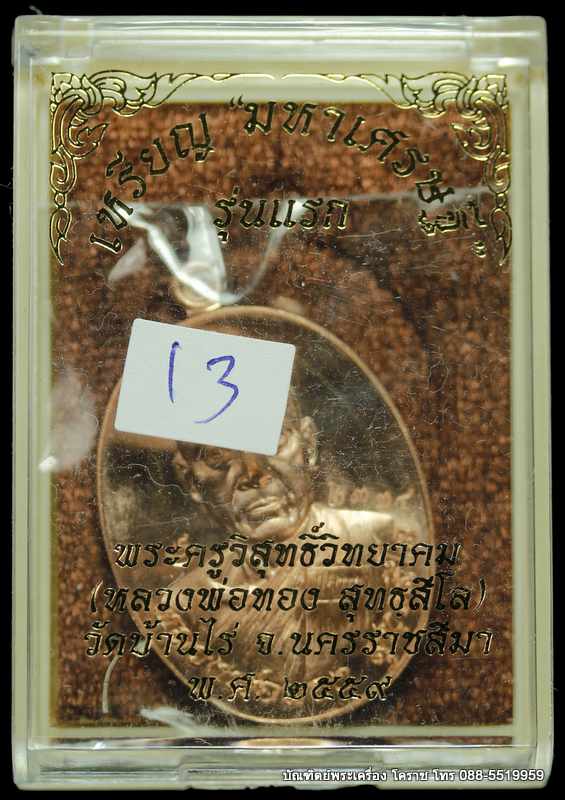 เหรียญ "มหาเศรษฐี"
รุ่นแรก
13
พระครูวิสุทธิ์วิทยาคม
(หลวงพ่อทอง สุทฺธสีโล)
วัดบ้านไร่ จ.นครราชสีมา
พ.ศ. ๒๕๕๙
บัณฑิตย์พระเครื่อง โคราช โทร 088-5519959